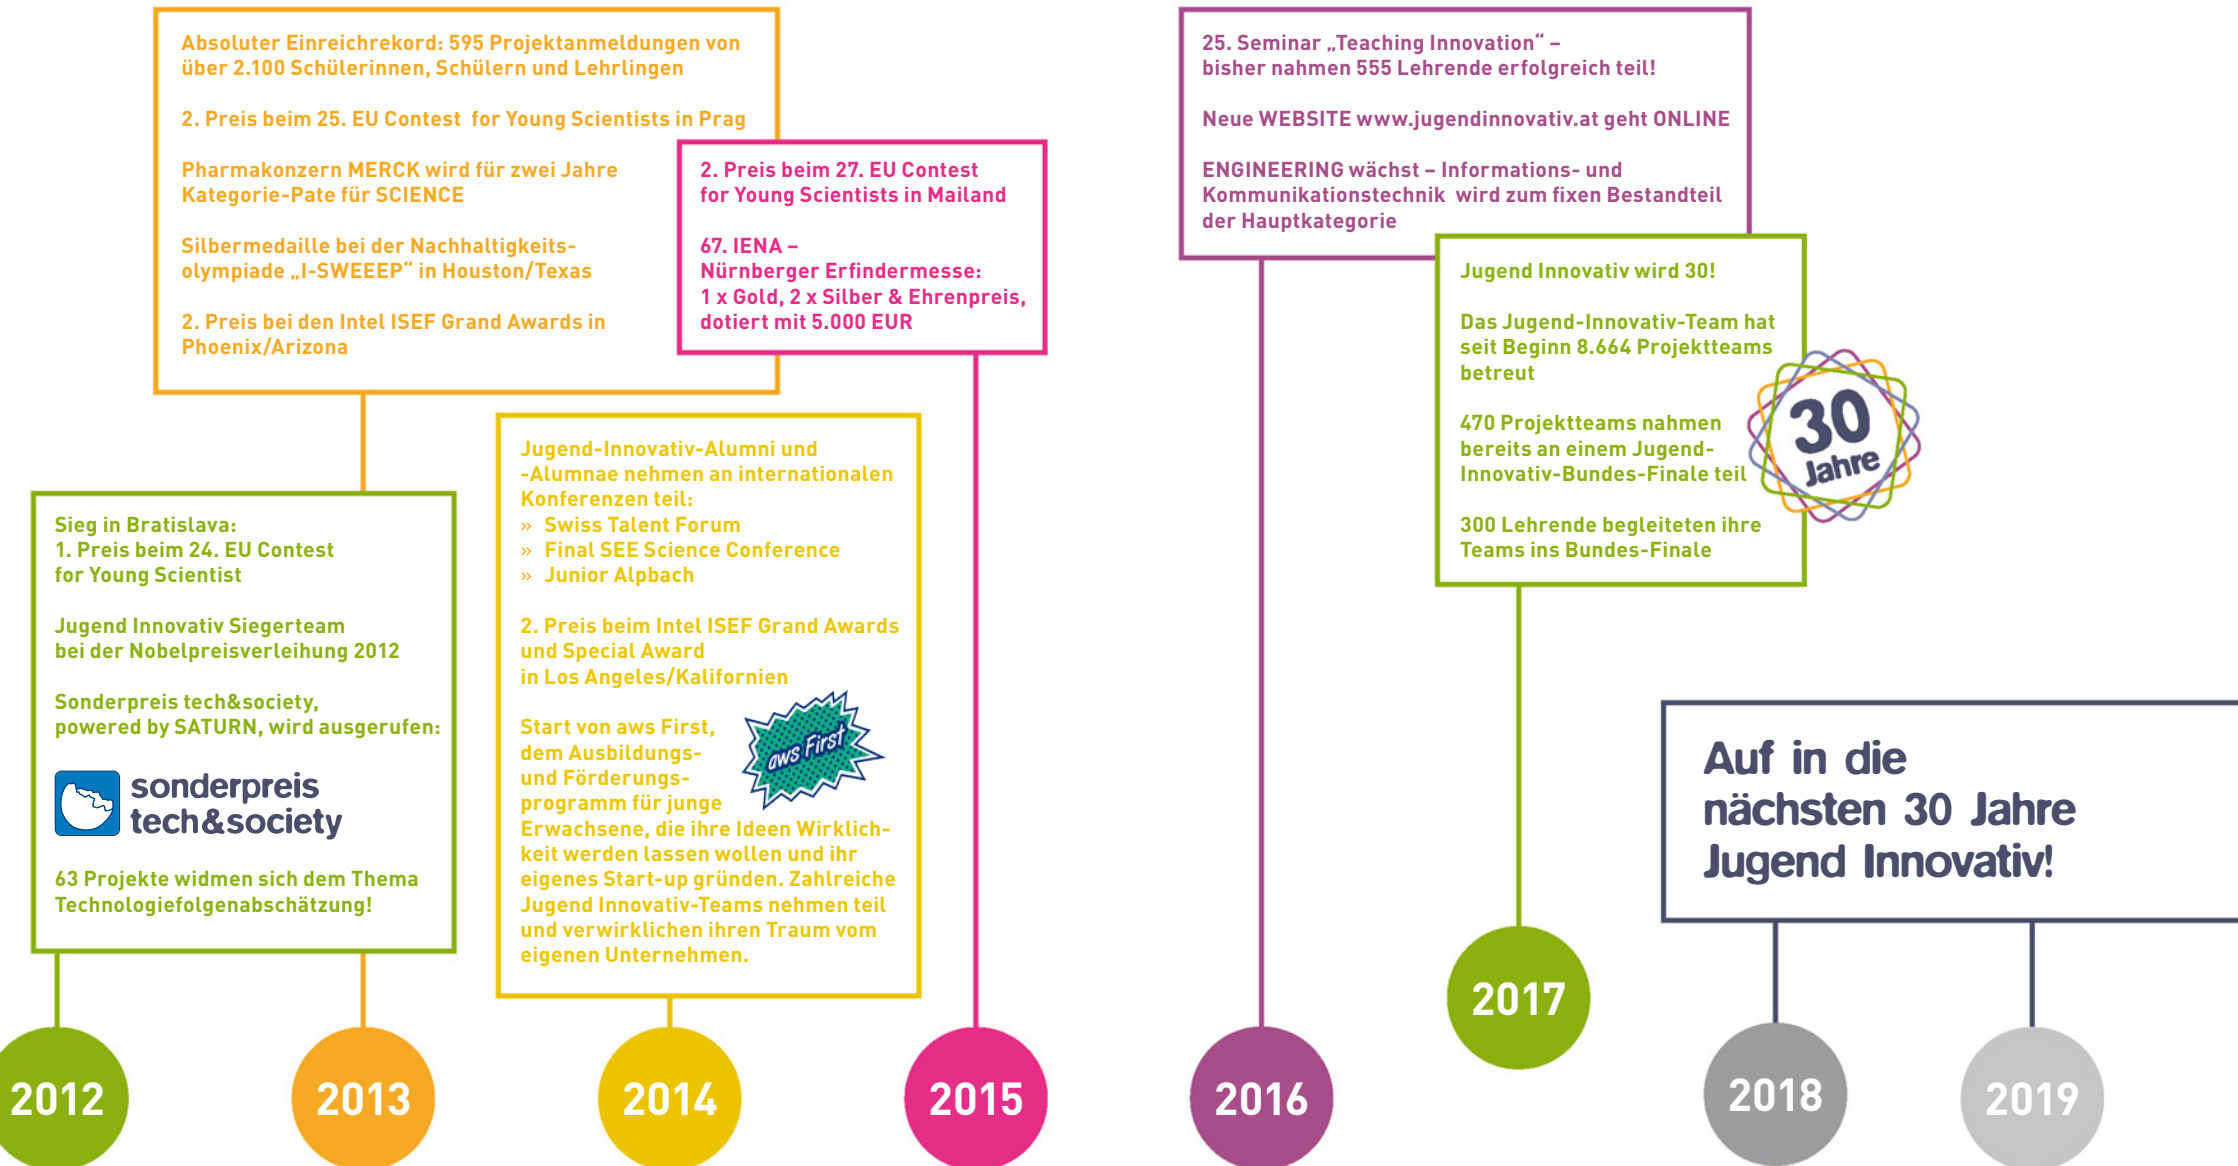 Absoluter Einreichrekord: 595 Projektanmeldungen von
über 2.100 Schülerinnen, Schülern und Lehrlingen
2. Preis beim 25. EU Contest for Young Scientists in Prag
Pharmakonzern MERCK wird für zwei Jahre
Kategorie-Pate für SCIENCE
Silbermedaille bei der Nachhaltigkeits-
olympiade „I-SWEEEP“ in Houston/Texas
2. Preis bei den Intel ISEF Grand Awards in
Phoenix/Arizona
2. Preis beim 27. EU Contest
for Young Scientists in Mailand
67. IENA –
Nürnberger Erfindermesse:
1 x Gold, 2 x Silber & Ehrenpreis,
dotiert mit 5.000 EUR
25. Seminar „Teaching Innovation“ –
bisher nahmen 555 Lehrende erfolgreich teil!
Neue WEBSITE www.jugendinnovativ.at geht ONLINE
ENGINEERING wächst – Informations- und
Kommunikationstechnik wird zum fixen Bestandteil
der Hauptkategorie
Jugend Innovativ wird 30!
Das Jugend-Innovativ-Team hat
seit Beginn 8.664 Projektteams
betreut
470 Projektteams nahmen
bereits an einem Jugend-
Innovativ-Bundes-Finale teil
300 Lehrende begleiteten ihre
Teams ins Bundes-Finale
30
Jahre
Sieg in Bratislava:
1. Preis beim 24. EU Contest
for Young Scientist
Jugend Innovativ Siegerteam
bei der Nobelpreisverleihung 2012
Sonderpreis tech&society,
powered by SATURN, wird ausgerufen:
sonderpreis
tech&society
63 Projekte widmen sich dem Thema
Technologiefolgenabschätzung!
Jugend-Innovativ-Alumni und
-Alumnae nehmen an internationalen
Konferenzen teil:
» Swiss Talent Forum
» Final SEE Science Conference
» Junior Alpbach
2. Preis beim Intel ISEF Grand Awards
und Special Award
in Los Angeles/Kalifornien
Start von aws First,
dem Ausbildungs-
und Förderungs-
programm für junge
Erwachsene, die ihre Ideen Wirklich-
keit werden lassen wollen und ihr
eigenes Start-up gründen. Zahlreiche
Jugend Innovativ-Teams nehmen teil
und verwirklichen ihren Traum vom
eigenen Unternehmen.
aws First
Auf in die
nächsten 30 Jahre
Jugend Innovativ!
2012
2013
2014
2015
2016
2017
2018
2019